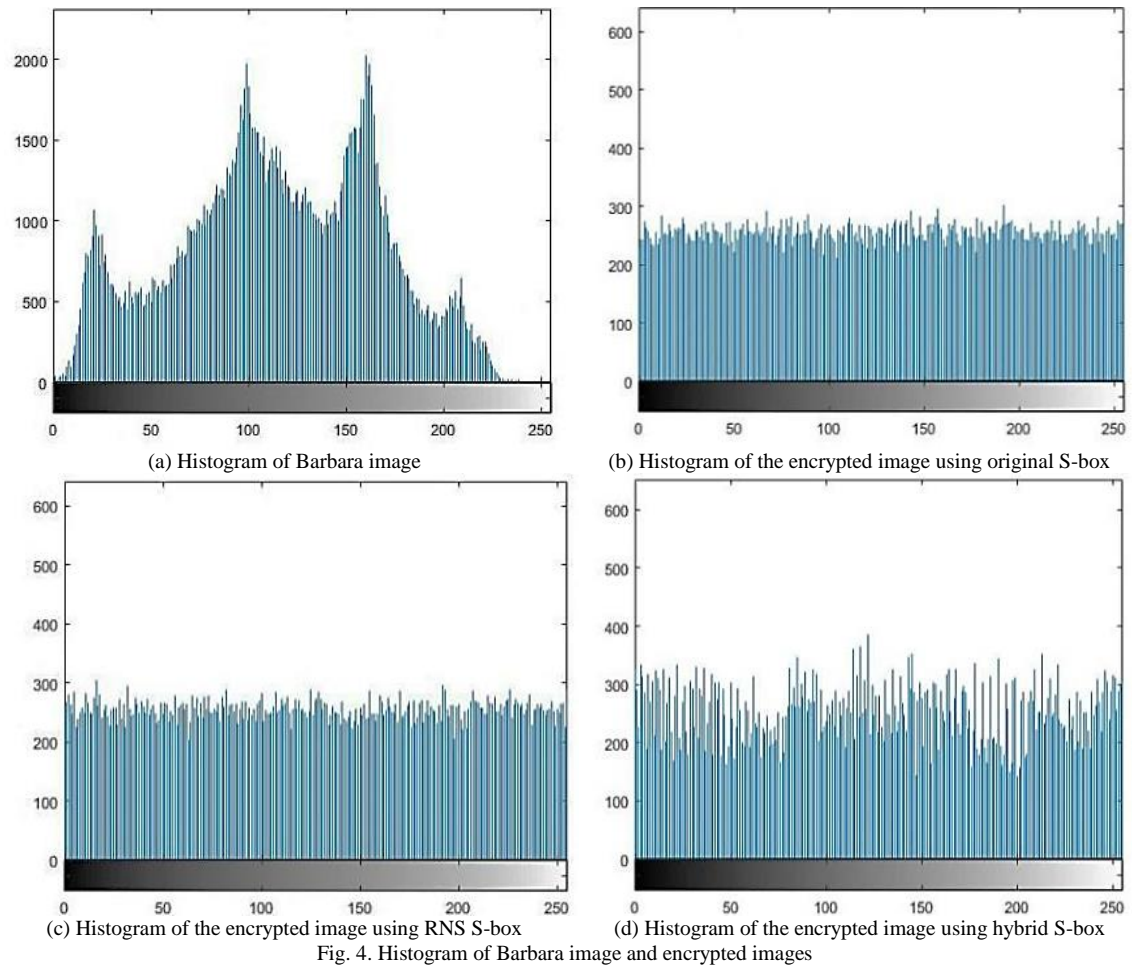 2000
1500
1000
500
0
0 50 100 150 200 250
(a) Histogram of Barbara image
600
500
400
300
200
100
0
0 50 100 150 200 250
(b) Histogram of the encrypted image using original S-box
600
500
400
300
200
100
0
0 50 100 150 200 250
(c) Histogram of the encrypted image using RNS S-box
600
500
400
300
200
100
0
0 50 100 150 200 250
(d) Histogram of the encrypted image using hybrid S-box
Fig. 4. Histogram of Barbara image and encrypted images